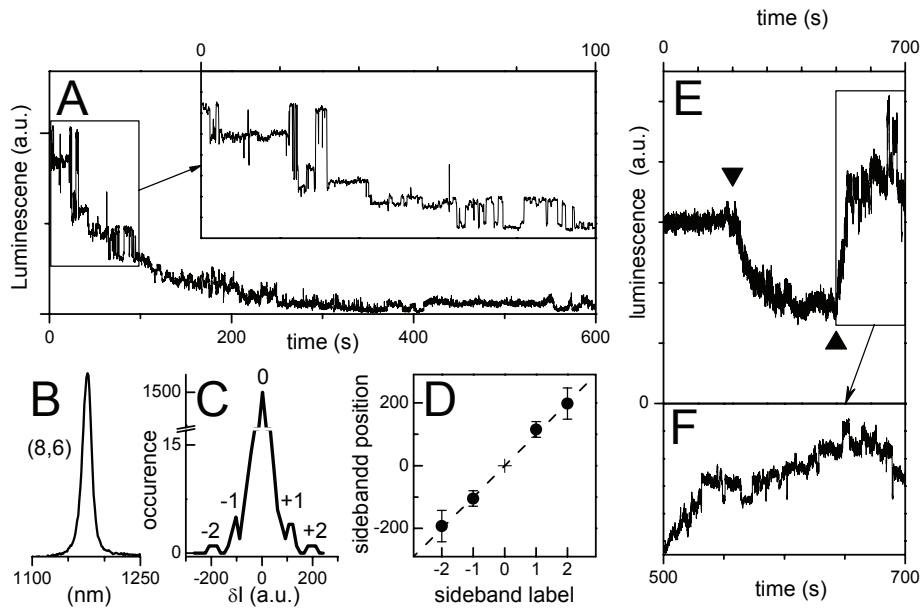 0 100
A
Luminescene (a.u.)
0 200 400 600
time (s)
B
(8,6)
1100 1250
(nm)
C
occurence
1500
15
0
0
-1 +1
-2 +2
-200 0 200
δI (a.u.)
D
sidebandd position
200
0
-200
-2 -1 0 1 2
sideband label
time (s)
0 700
E
luminescence (a.u.)
0
F
500 700
time (s)